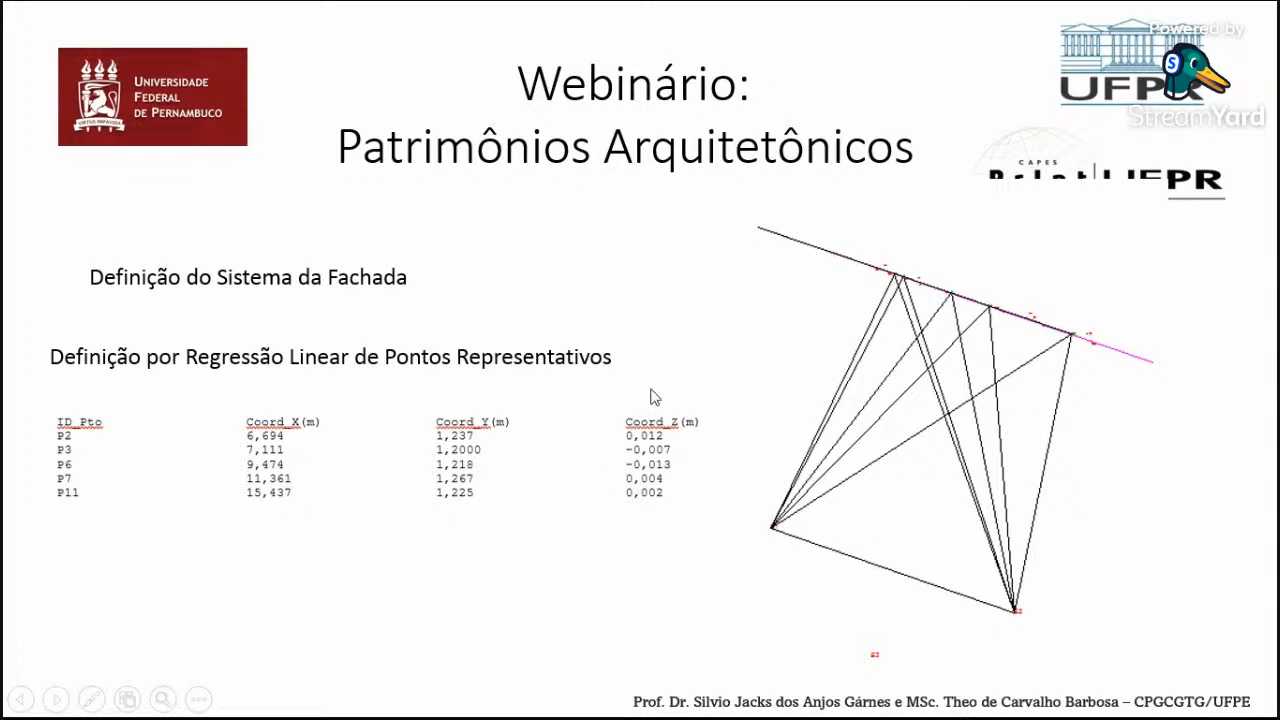 UNIVERSIDADE
FEDERAL
DE PERNAMBUCO
VIRTUS IMPAVIDA
Webinário:
Patrimônios Arquitetônicos
UFPR
Powered by
StreamYard
CAPES
UFPR
Definição do Sistema da Fachada
Definição por Regressão Linear de Pontos Representativos
ID_Pto Coord_X(m) Coord_Y(m) Coord_Z(m)
P2 6,694 1,237 0,012
P3 7,111 1,2000 -0,007
P6 9,474 1,218 -0,013
P7 11,361 1,267 0,004
P11 15,437 1,225 0,002
Prof. Dr. Silvio Jacks dos Anjos Gárnes e MSc. Theo de Carvalho Barbosa – CPGCGTG/UFPE